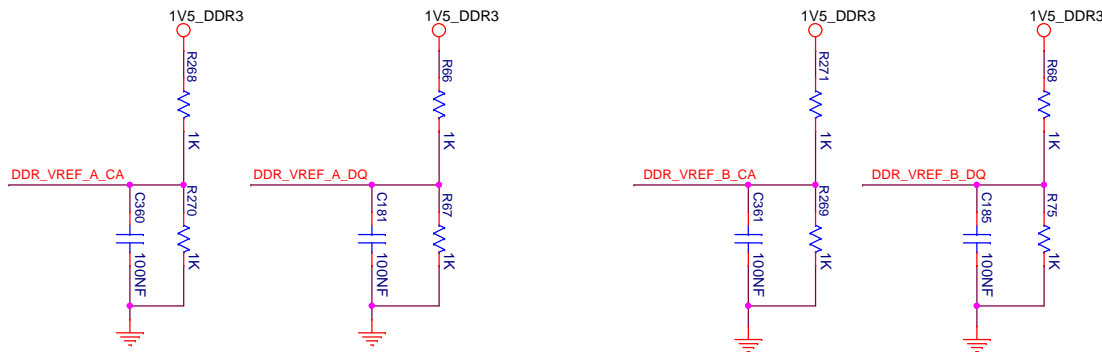 1V5_DDR3
R268
1K
DDR_VREF_A_CA
C360
100NF
R270
1K
1V5_DDR3
R66
1K
DDR_VREF_A_DQ
C181
100NF
R67
1K
1V5_DDR3
R271
1K
DDR_VREF_B_CA
C361
100NF
R269
1K
1V5_DDR3
R68
1K
DDR_VREF_B_DQ
C185
100NF
R75
1K